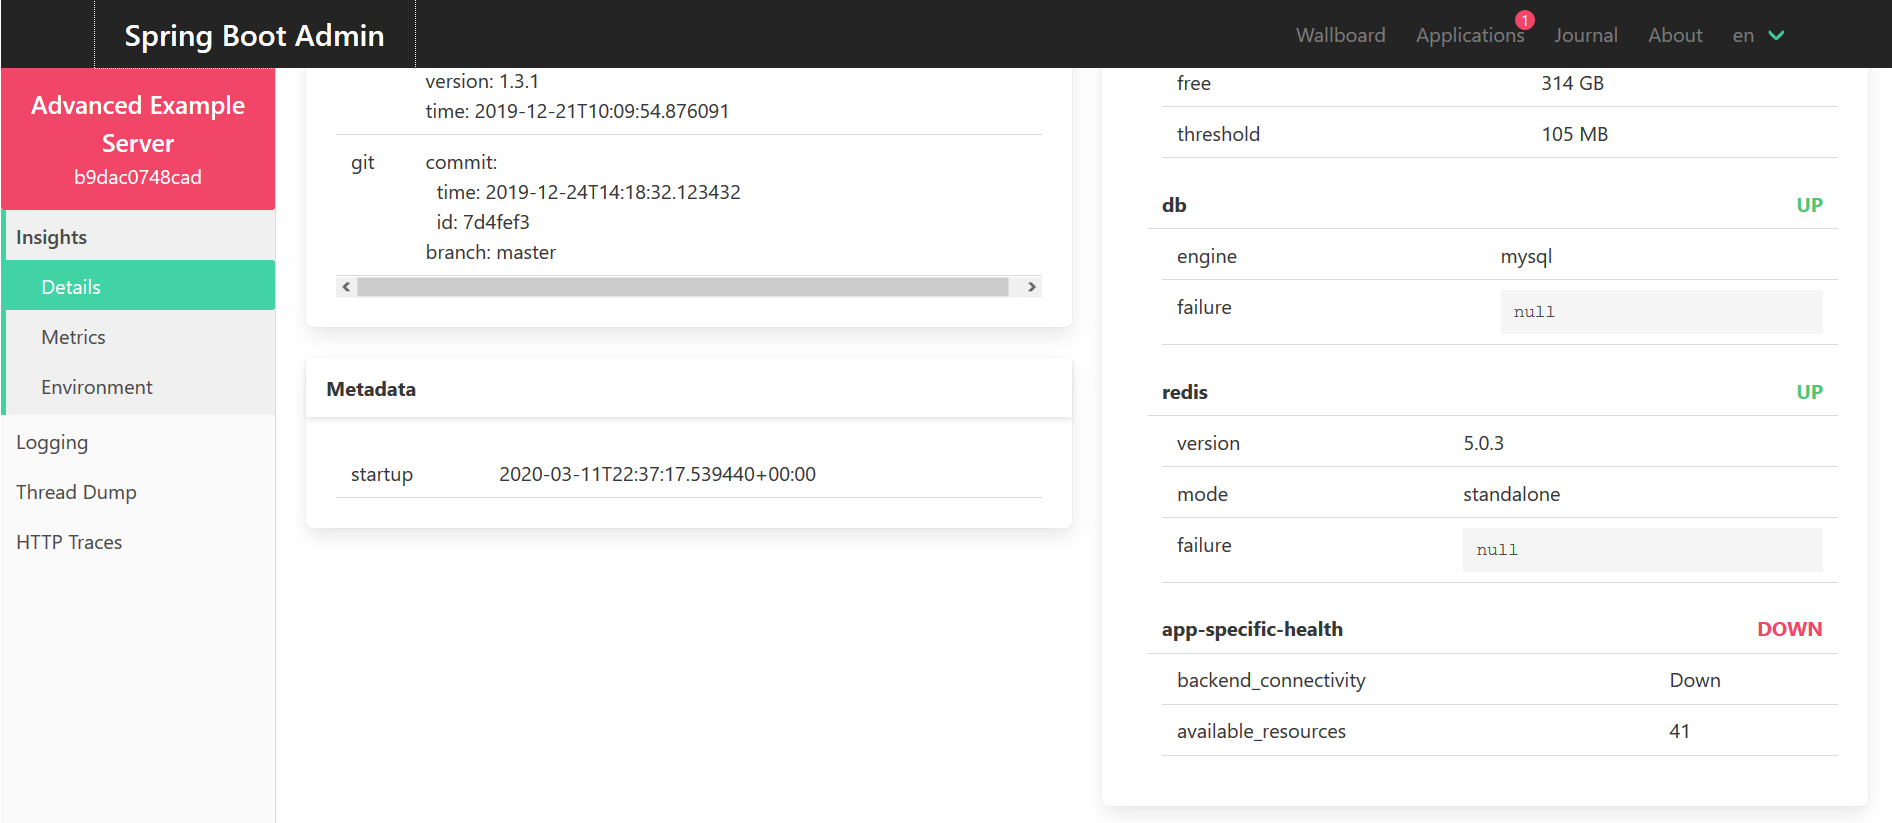 Spring Boot Admin
Wallboard
Applications
1
Journal
About
en
Advanced Example
Server
b9dac0748cad
Insights
Details
Metrics
Environment
Logging
Thread Dump
HTTP Traces
version: 1.3.1
time: 2019-12-21T10:09:54.876091
git
commit:
time: 2019-12-24T14:18:32.123432
id: 7d4fef3
branch: master
Metadata
startup 2020-03-11T22:37:17.539440+00:00
free 314 GB
threshold 105 MB
db UP
engine mysql
failure null
redis UP
version 5.0.3
mode standalone
failure null
app-specific-health DOWN
backend_connectivity Down
available_resources 41